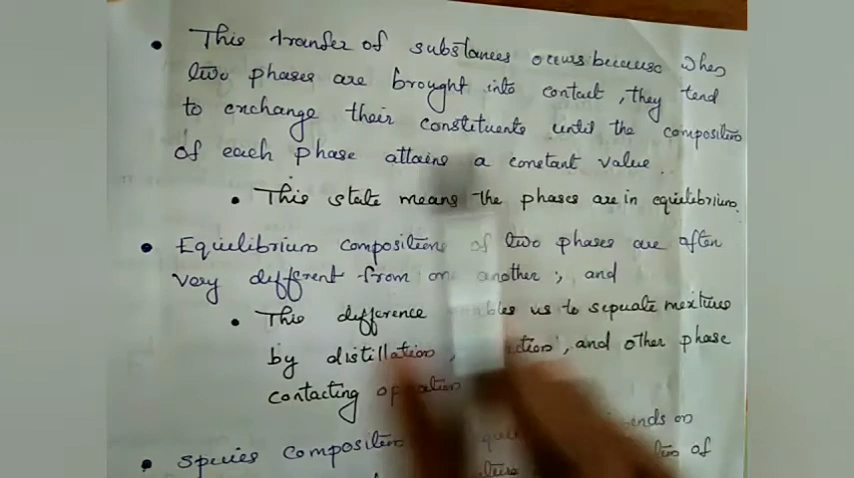 • This transfer of substances occurs because when
two phases are brought into contact, they tend
to exchange their constituents until the composition
of each phase attains a constant value.
• This state means the phases are in equilibrium.
• Equilibrium compositions of two phases are often
very different from one another; and
• This difference us to separate mixtures
by distillation, , and other phase
contacting
• Species composition on
of